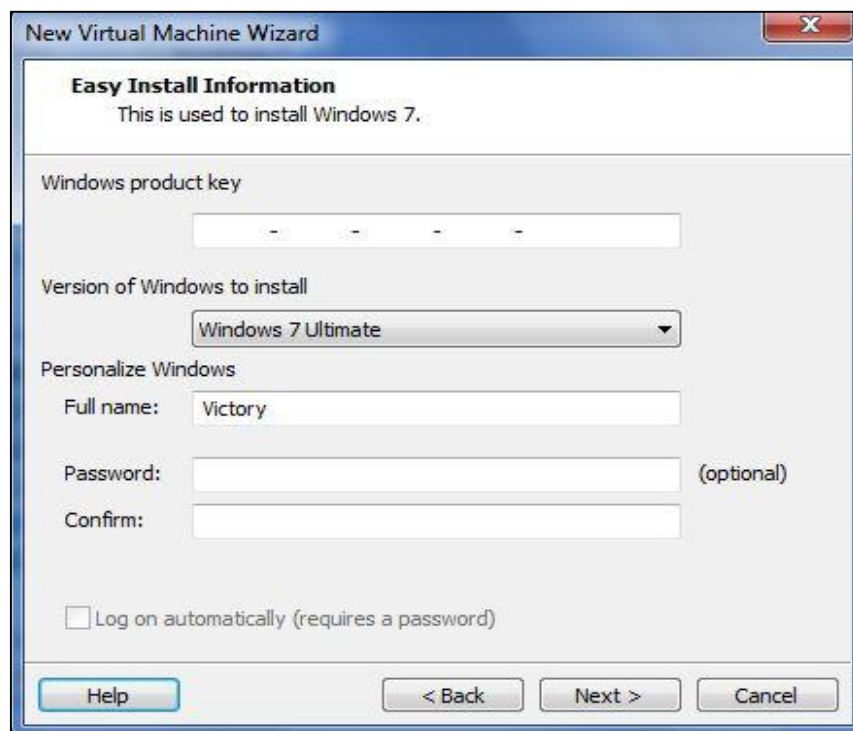 New Virtual Machine Wizard
Easy Install Information
This is used to install Windows 7.
Windows product key
- - - -
Version of Windows to install
Windows 7 Ultimate
Personalize Windows
Full name: Victory
Password: (optional)
Confirm:
Log on automatically (requires a password)
Help < Back Next > Cancel